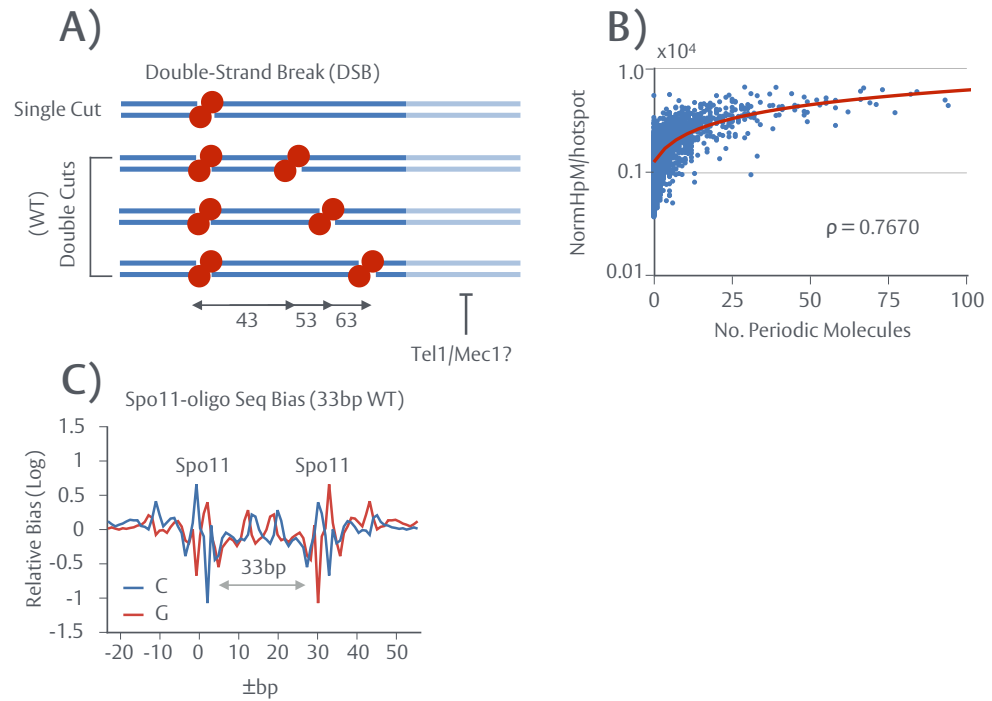 A)
Double-Strand Break (DSB)
Single Cut
(WT)
Double Cuts
43 53 63
Tel1/Mec1?
B)
x10⁴
NormHpM/hotspot
1.0
0.1
0.01
ρ = 0.7670
0 25 50 75 100
No. Periodic Molecules
C)
Spo11-oligo Seq Bias (33bp WT)
Relative Bias (Log)
1.5
1
0.5
0
-0.5
-1
-1.5
Spo11 Spo11
33bp
C
G
-20 -10 0 10 20 30 40 50
±bp